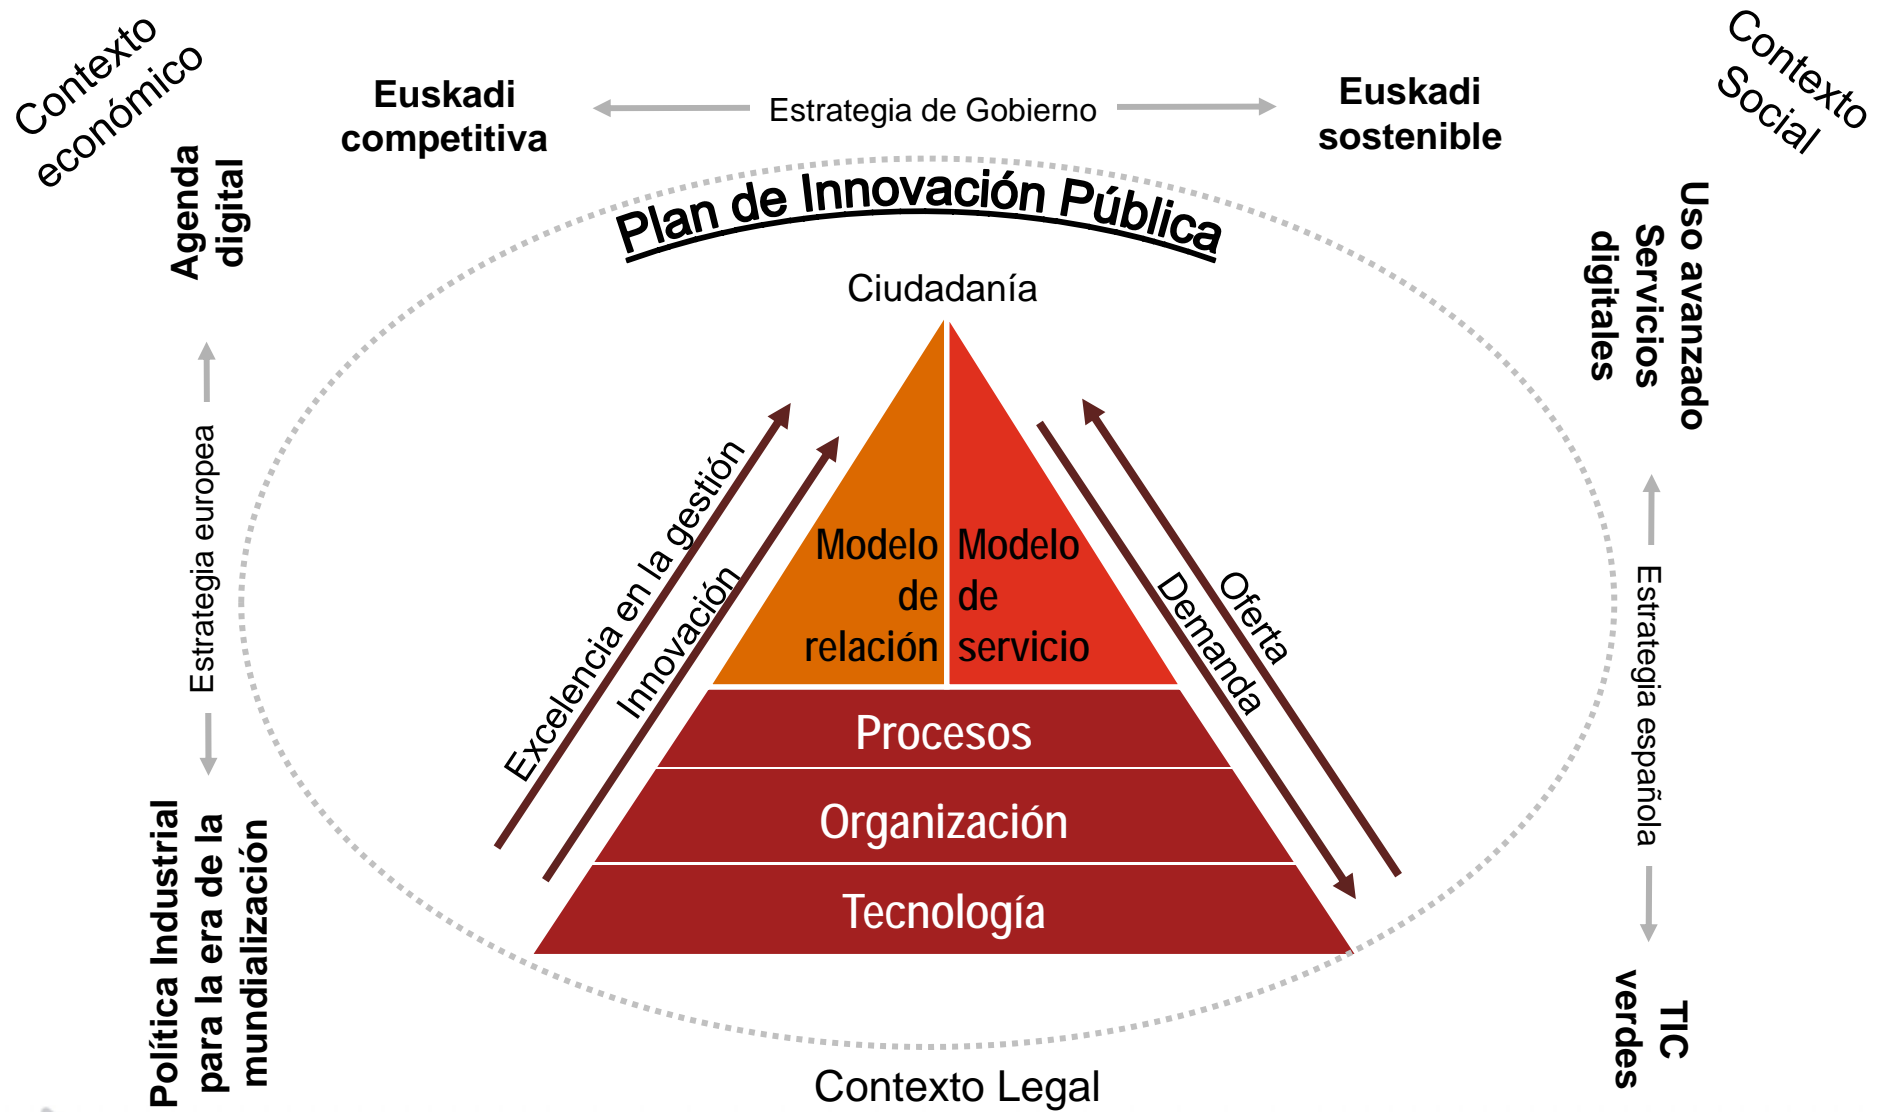 Contexto
económico
Euskadi
competitiva
Estrategia de Gobierno
Euskadi
sostenible
Contexto
Social
Agenda
digital
Estrategia europea
Política Industrial
para la era de la
mundialización
Plan de Innovación Pública
Ciudadanía
Excelencia en la gestión
Innovación
Modelo
de
relación
Modelo
de
servicio
Demanda
Oferta
Procesos
Organización
Tecnología
Uso avanzado
Servicios
digitales
Estrategia española
TIC
verdes
Contexto Legal